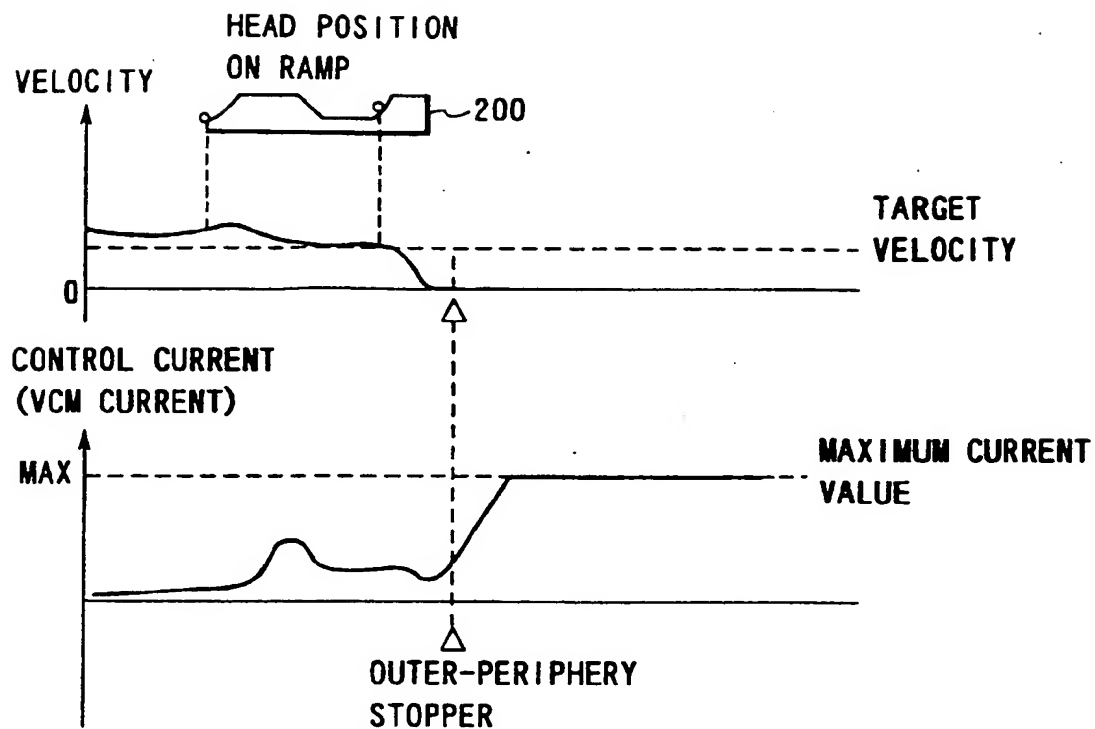 HEAD POSITION
ON RAMP
VELOCITY
200
TARGET
VELOCITY
0
CONTROL CURRENT
(VCM CURRENT)
MAX
MAXIMUM CURRENT
VALUE
OUTER-PERIPHERY
STOPPER